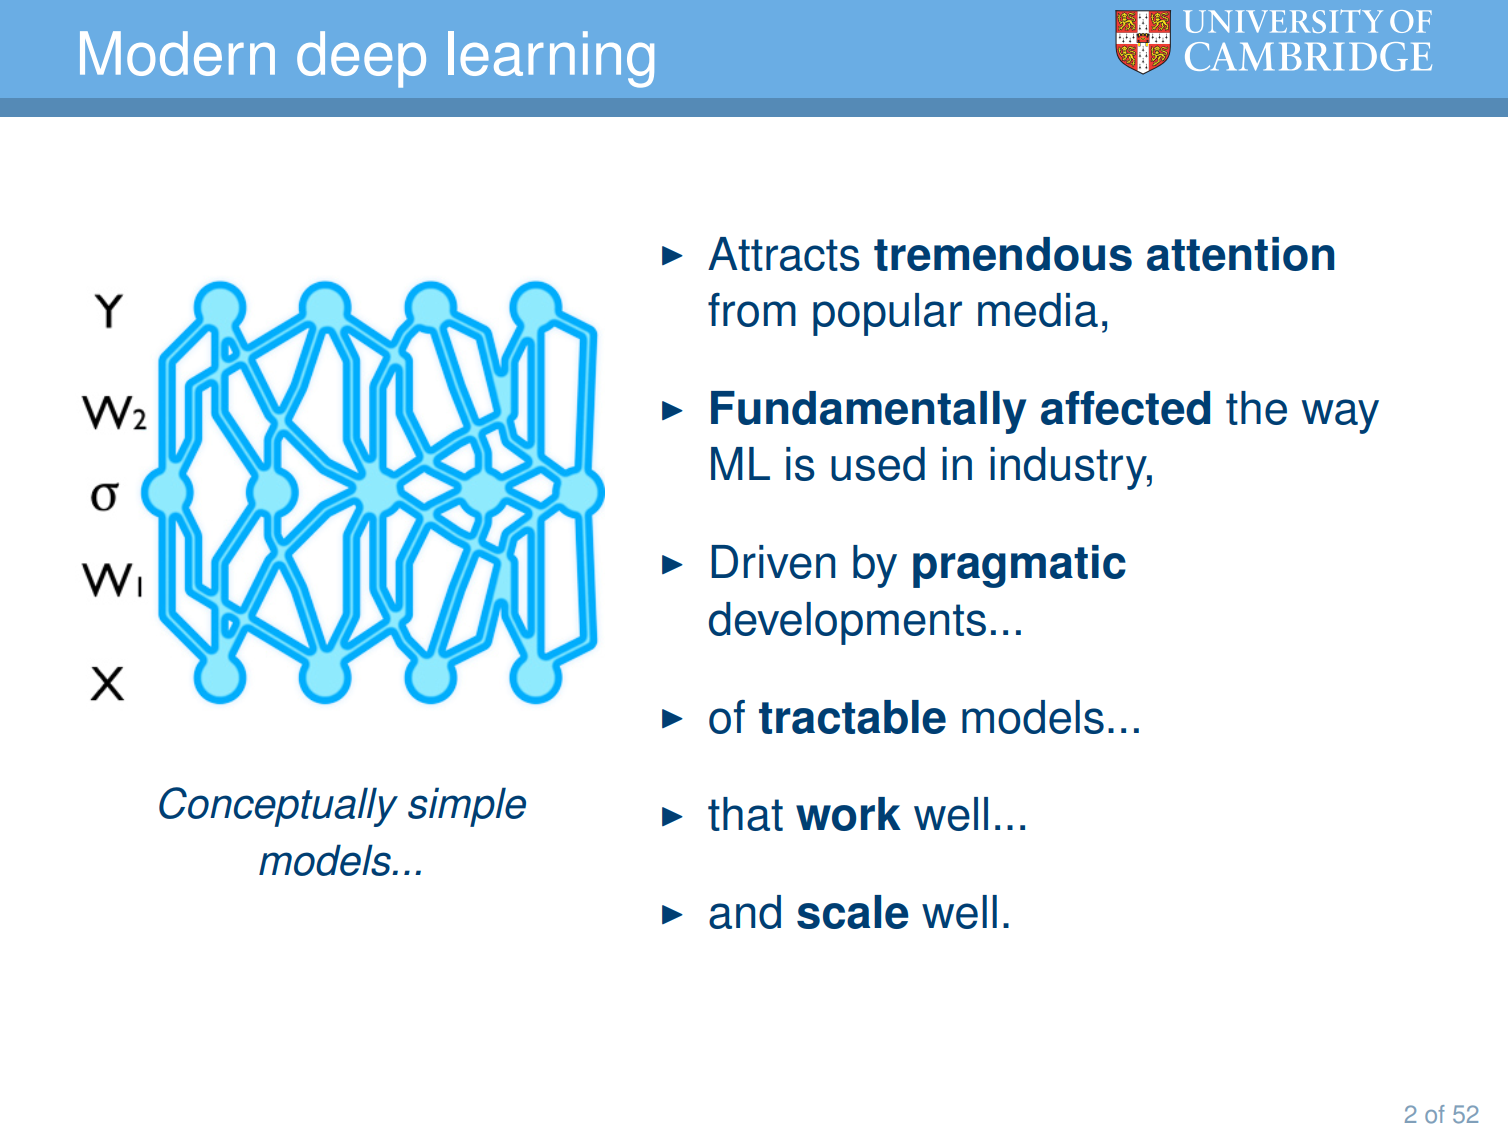 Modern deep learning
UNIVERSITY OF
CAMBRIDGE
Y
W2
σ
W1
X
Conceptually simple
models...
▶ Attracts tremendous attention
from popular media,
▶ Fundamentally affected the way
ML is used in industry,
▶ Driven by pragmatic
developments...
▶ of tractable models...
▶ that work well...
▶ and scale well.
2 of 52